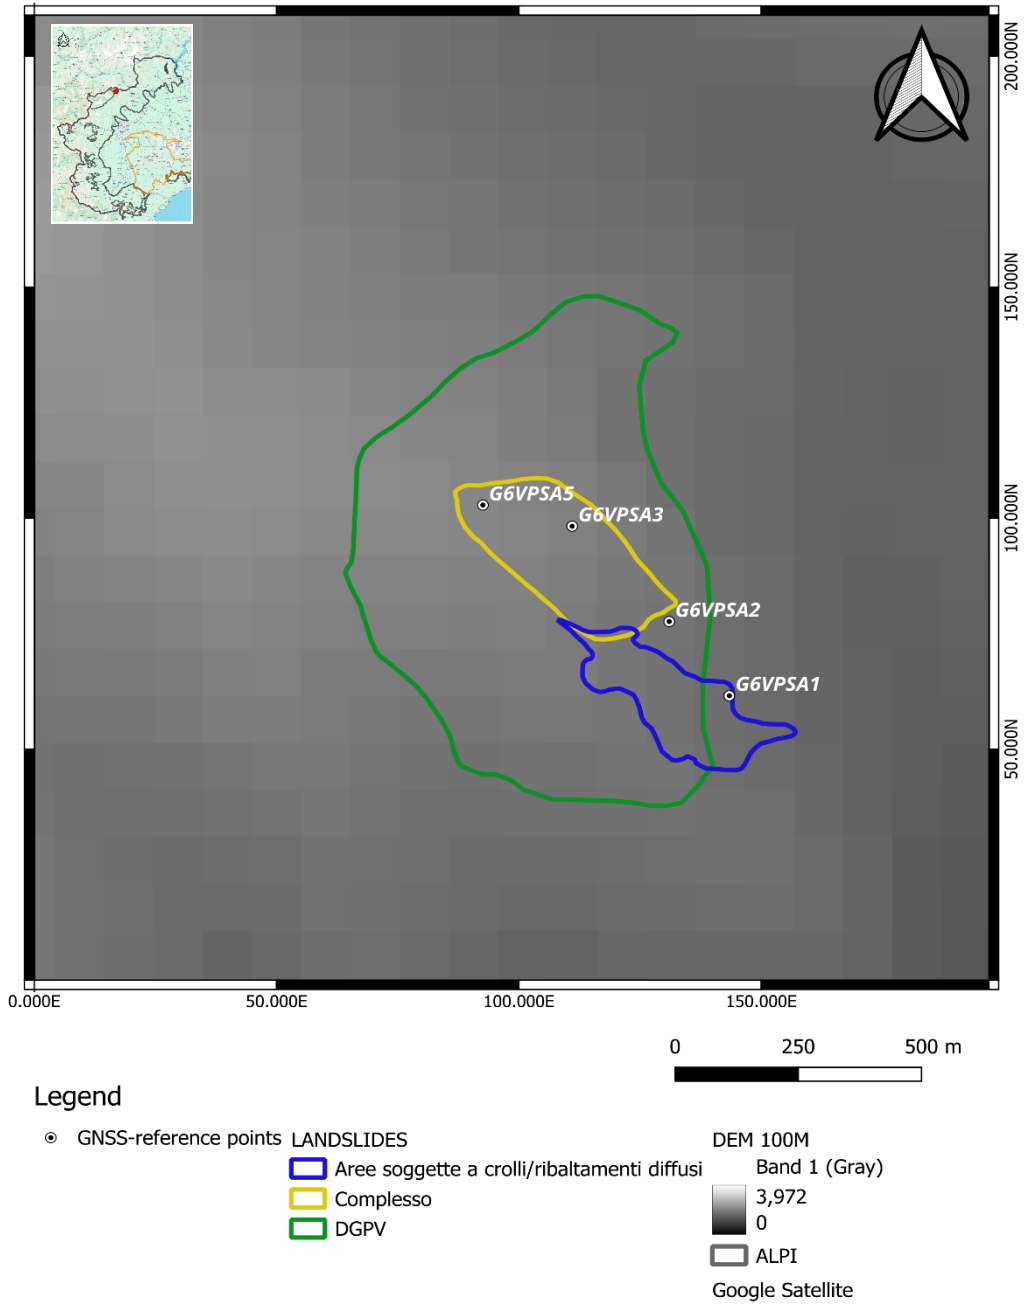 200.000N
150.000N
G6VPSA5
G6VPSA3
100.000N
G6VPSA2
G6VPSA1
50.000N
0.000E 50.000E 100.000E 150.000E
0 250 500 m
Legend
GNSS-reference points
LANDSLIDES
Aree soggette a crolli/ribaltamenti diffusi
Complesso
DGPV
DEM 100M
Band 1 (Gray)
3,972
0
ALPI
Google Satellite